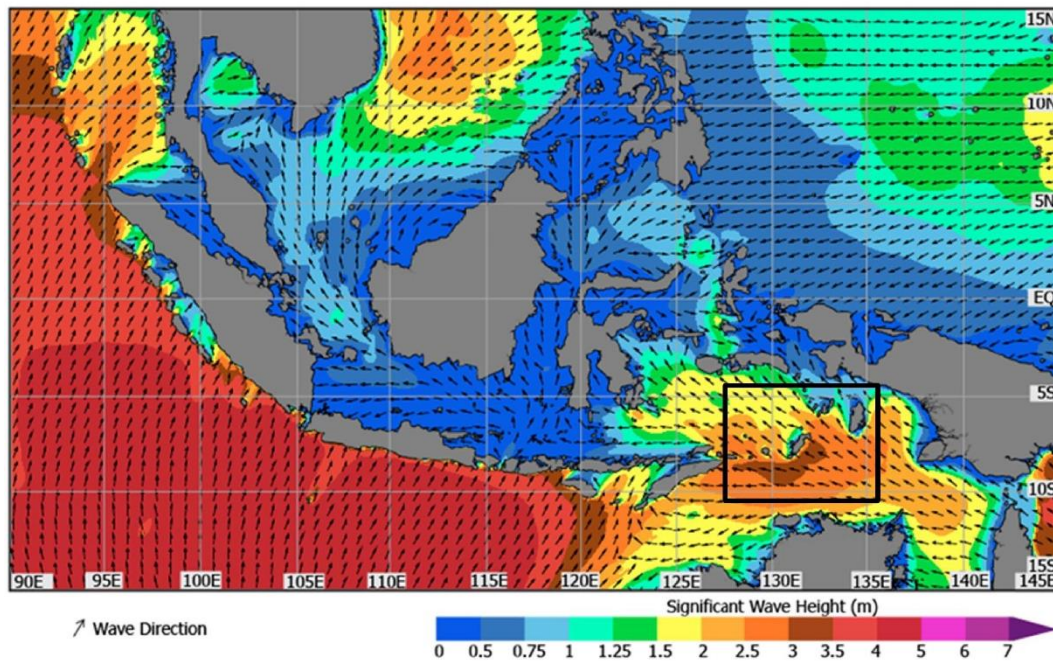 15N
10N
5N
EQ
5S
10S
15S
90E 95E 100E 105E 110E 115E 120E 125E 130E 135E 140E 145E
Wave Direction
Significant Wave Height (m)
0 0.5 0.75 1 1.25 1.5 2 2.5 3 3.5 4 5 6 7